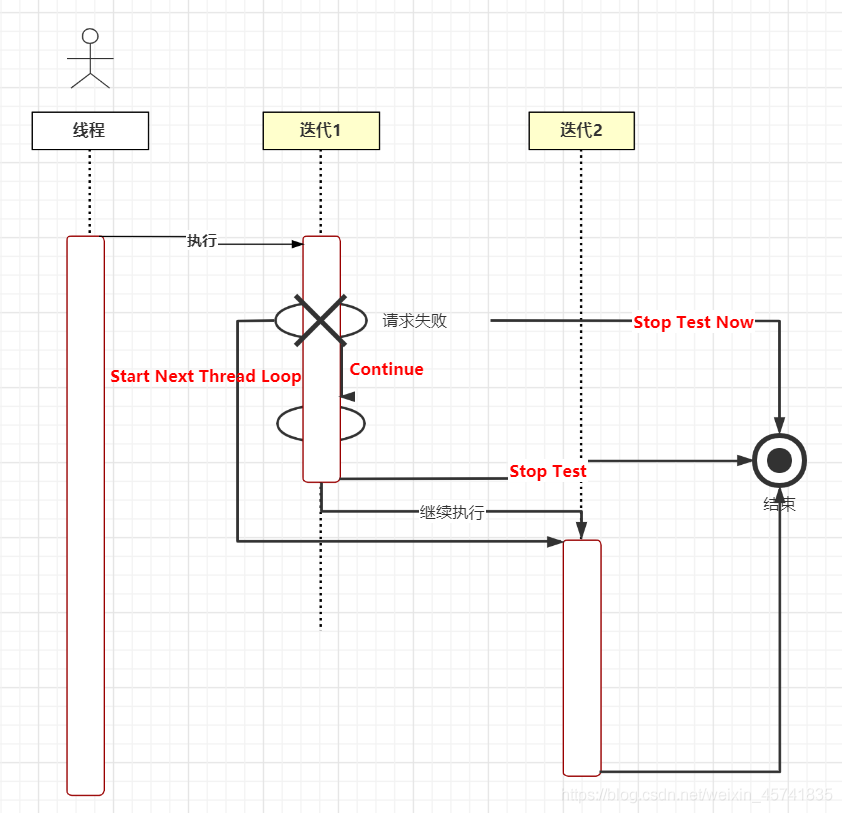 线程
迭代1
迭代2
执行
请求失败
Stop Test Now
Start Next Thread Loop
Continue
Stop Test
结束
继续执行
https://blog.csdn.net/weixin_45741835